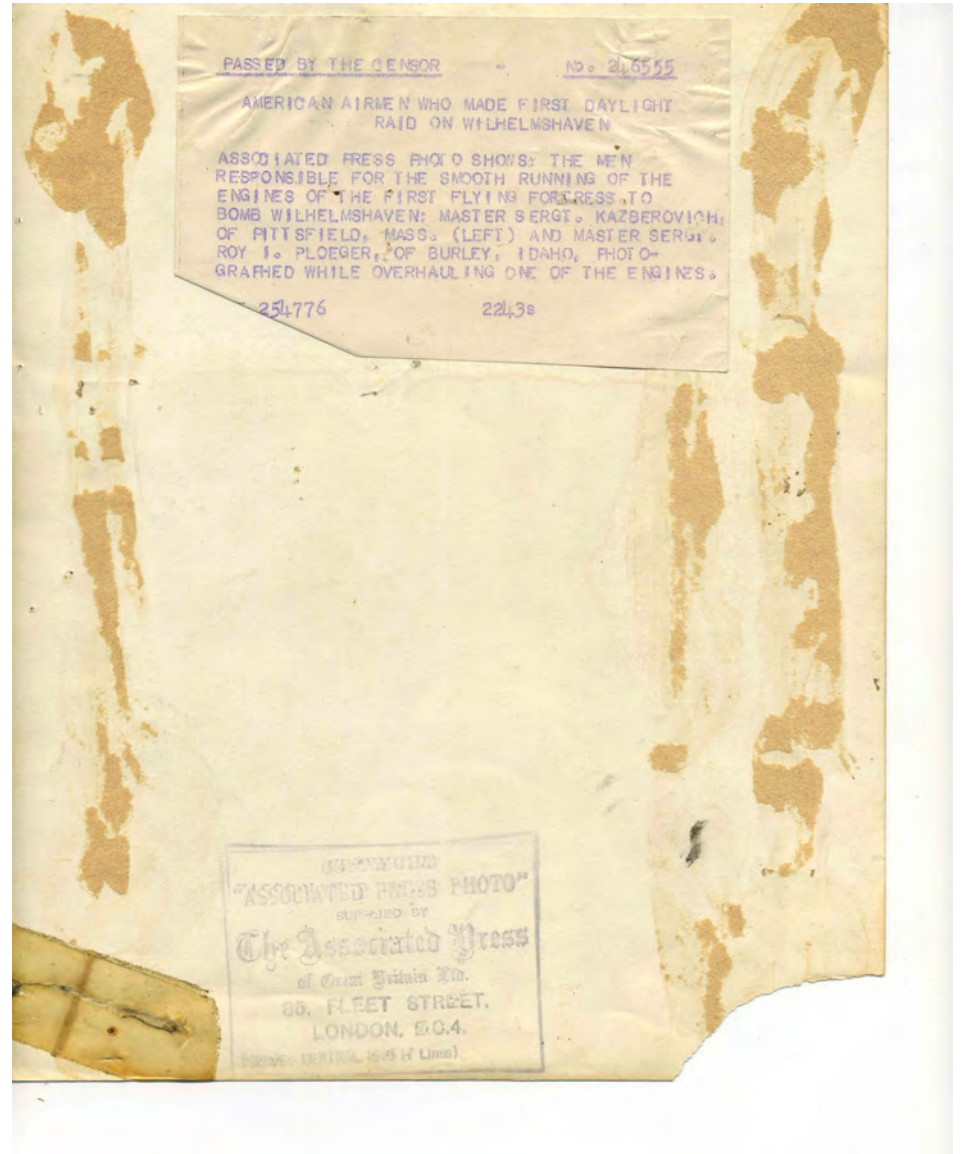 PASSED BY THE CENSOR - No. 246555
AMERICAN AIRMEN WHO MADE FIRST DAYLIGHT
RAID ON WILHELMSHAVEN
ASSOCIATED PRESS PHOTO SHOWS: THE MEN
RESPONSIBLE FOR THE SMOOTH RUNNING OF THE
ENGINES OF THE FIRST FLYING FORTRESS TO
BOMB WILHELMSHAVEN: MASTER SERGT. KAZBEROVICH,
OF PITTSFIELD, MASS. (LEFT) AND MASTER SERGT.
ROY I. PLOEGER, OF BURLEY, IDAHO, PHOTO-
GRAPHED WHILE OVERHAULING ONE OF THE ENGINES.
254776 2243s
"ASSOCIATED PRESS PHOTO"
SUPPLIED BY
The Associated Press
of Great Britain Ltd.
85, FLEET STREET,
LONDON, E.C.4.
CENTRAL (7 Lines)